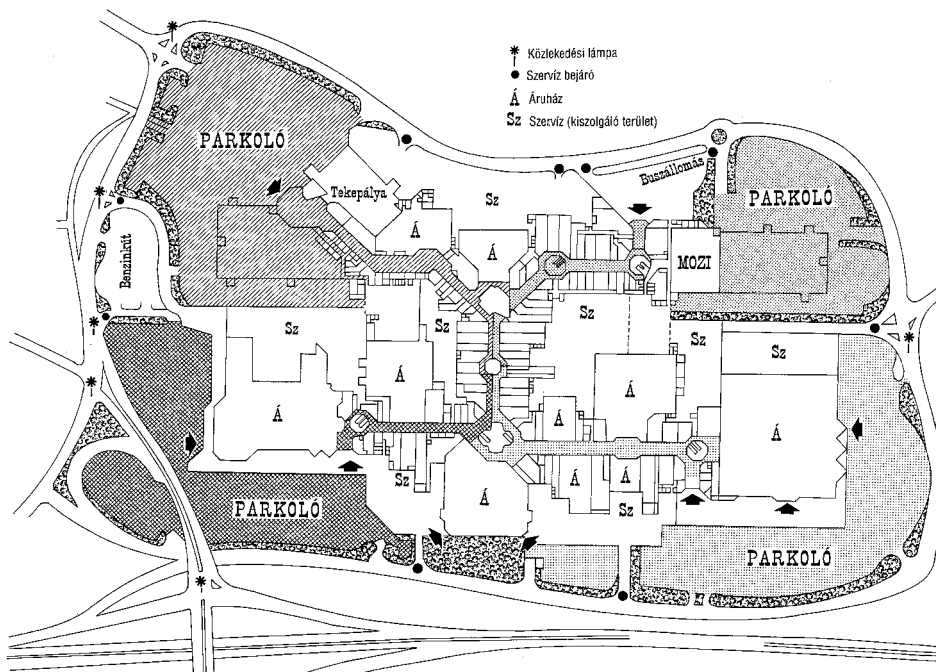 Közlekedési lámpa
Szervíz bejáró
Á Áruház
Sz Szervíz (kiszolgáló terület)
PARKOLÓ
Buszállomás
Tekepálya
Sz
PARKOLÓ
Á
Á
MOZI
Benzinkút
Sz
Sz
Sz
Sz
Sz
Á
Á
Á
Á
Á
Sz
Á
Á
Á
PARKOLÓ
Sz
PARKOLÓ